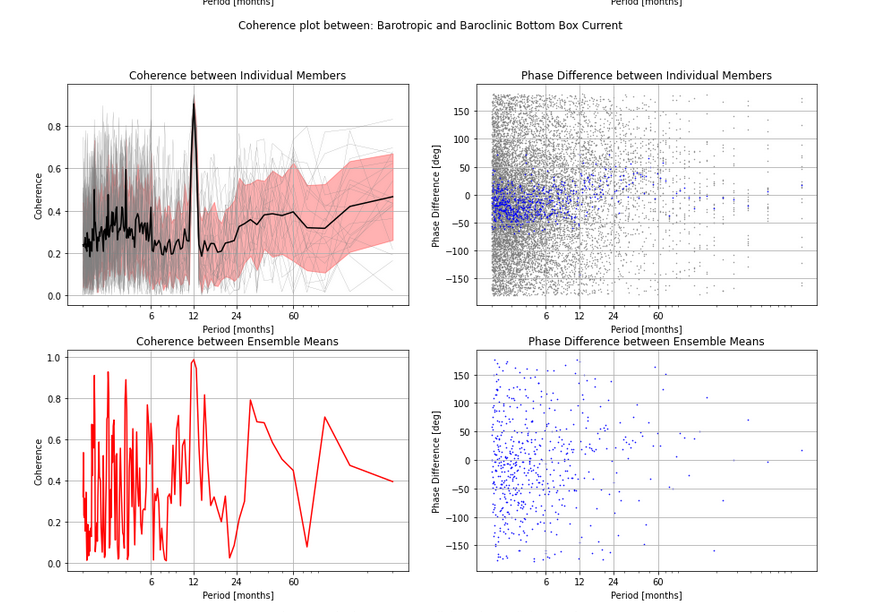 Period [months] Period [months]
Coherence plot between: Barotropic and Baroclinic Bottom Box Current
Coherence between Individual Members
Phase Difference between Individual Members
0.8
0.6
0.4
0.2
0.0
Coherence
6 12 24 60
Period [months]
150
100
50
0
−50
−100
−150
Phase Difference [deg]
6 12 24 60
Period [months]
Coherence between Ensemble Means
Phase Difference between Ensemble Means
1.0
0.8
0.6
0.4
0.2
0.0
Coherence
6 12 24 60
Period [months]
150
100
50
0
−50
−100
−150
Phase Difference [deg]
6 12 24 60
Period [months]